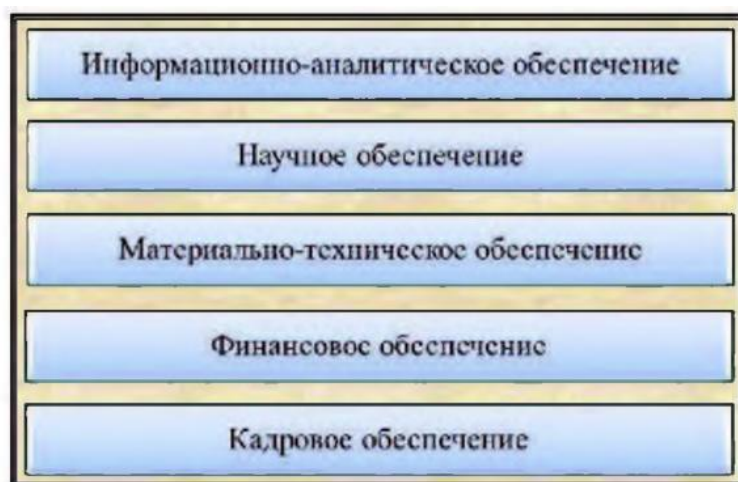 Информационно-аналитическое обеспечение
Научное обеспечение
Материально-техническое обеспечение
Финансовое обеспечение
Кадровое обеспечение